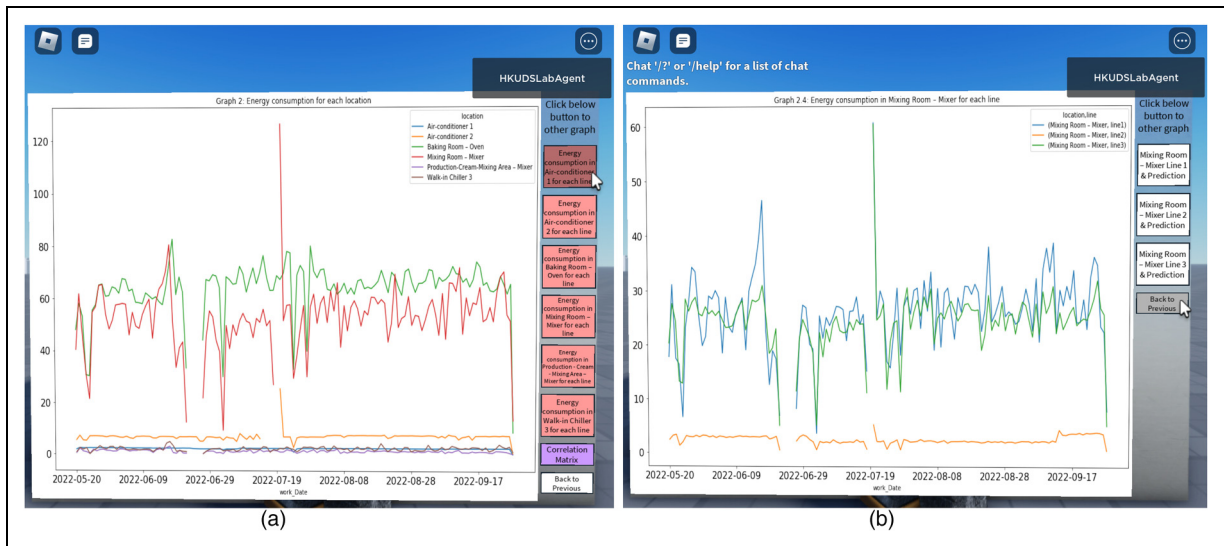 HKUDSLabAgent
Graph 2: Energy consumption for each location
location
Air-conditioner 1
Air-conditioner 2
Baking Room – Oven
Mixing Room – Mixer
Production-Cream-Mixing Area – Mixer
Walk-in Chiller 3
120
100
80
60
40
20
0
2022-05-20 2022-06-09 2022-06-29 2022-07-19 2022-08-08 2022-08-28 2022-09-17
work_Date
Click below
button to
other graph
Energy
consumption in
Air-conditioner
1 for each line
Energy
consumption in
Air-conditioner
2 for each line
Energy
consumption in
Baking Room –
Oven for each
line
Energy
consumption in
Mixing Room –
Mixer for each
line
Energy
consumption in
Production - Cream
- Mixing Area –
Mixer for each line
Energy
consumption in
Walk-in Chiller
3 for each line
Correlation
Matrix
Back to
Previous
(a)
Chat '/?' or '/help' for a list of chat
commands.
HKUDSLabAgent
Graph 2.4: Energy consumption in Mixing Room – Mixer for each line
location,line
(Mixing Room – Mixer, line1)
(Mixing Room – Mixer, line2)
(Mixing Room – Mixer, line3)
60
50
40
30
20
10
0
2022-05-20 2022-06-09 2022-06-29 2022-07-19 2022-08-08 2022-08-28 2022-09-17
work_Date
Click below
button to
other graph
Mixing Room
– Mixer Line 1
& Prediction
Mixing Room
– Mixer Line 2
& Prediction
Mixing Room
– Mixer Line 3
& Prediction
Back to
Previous
(b)